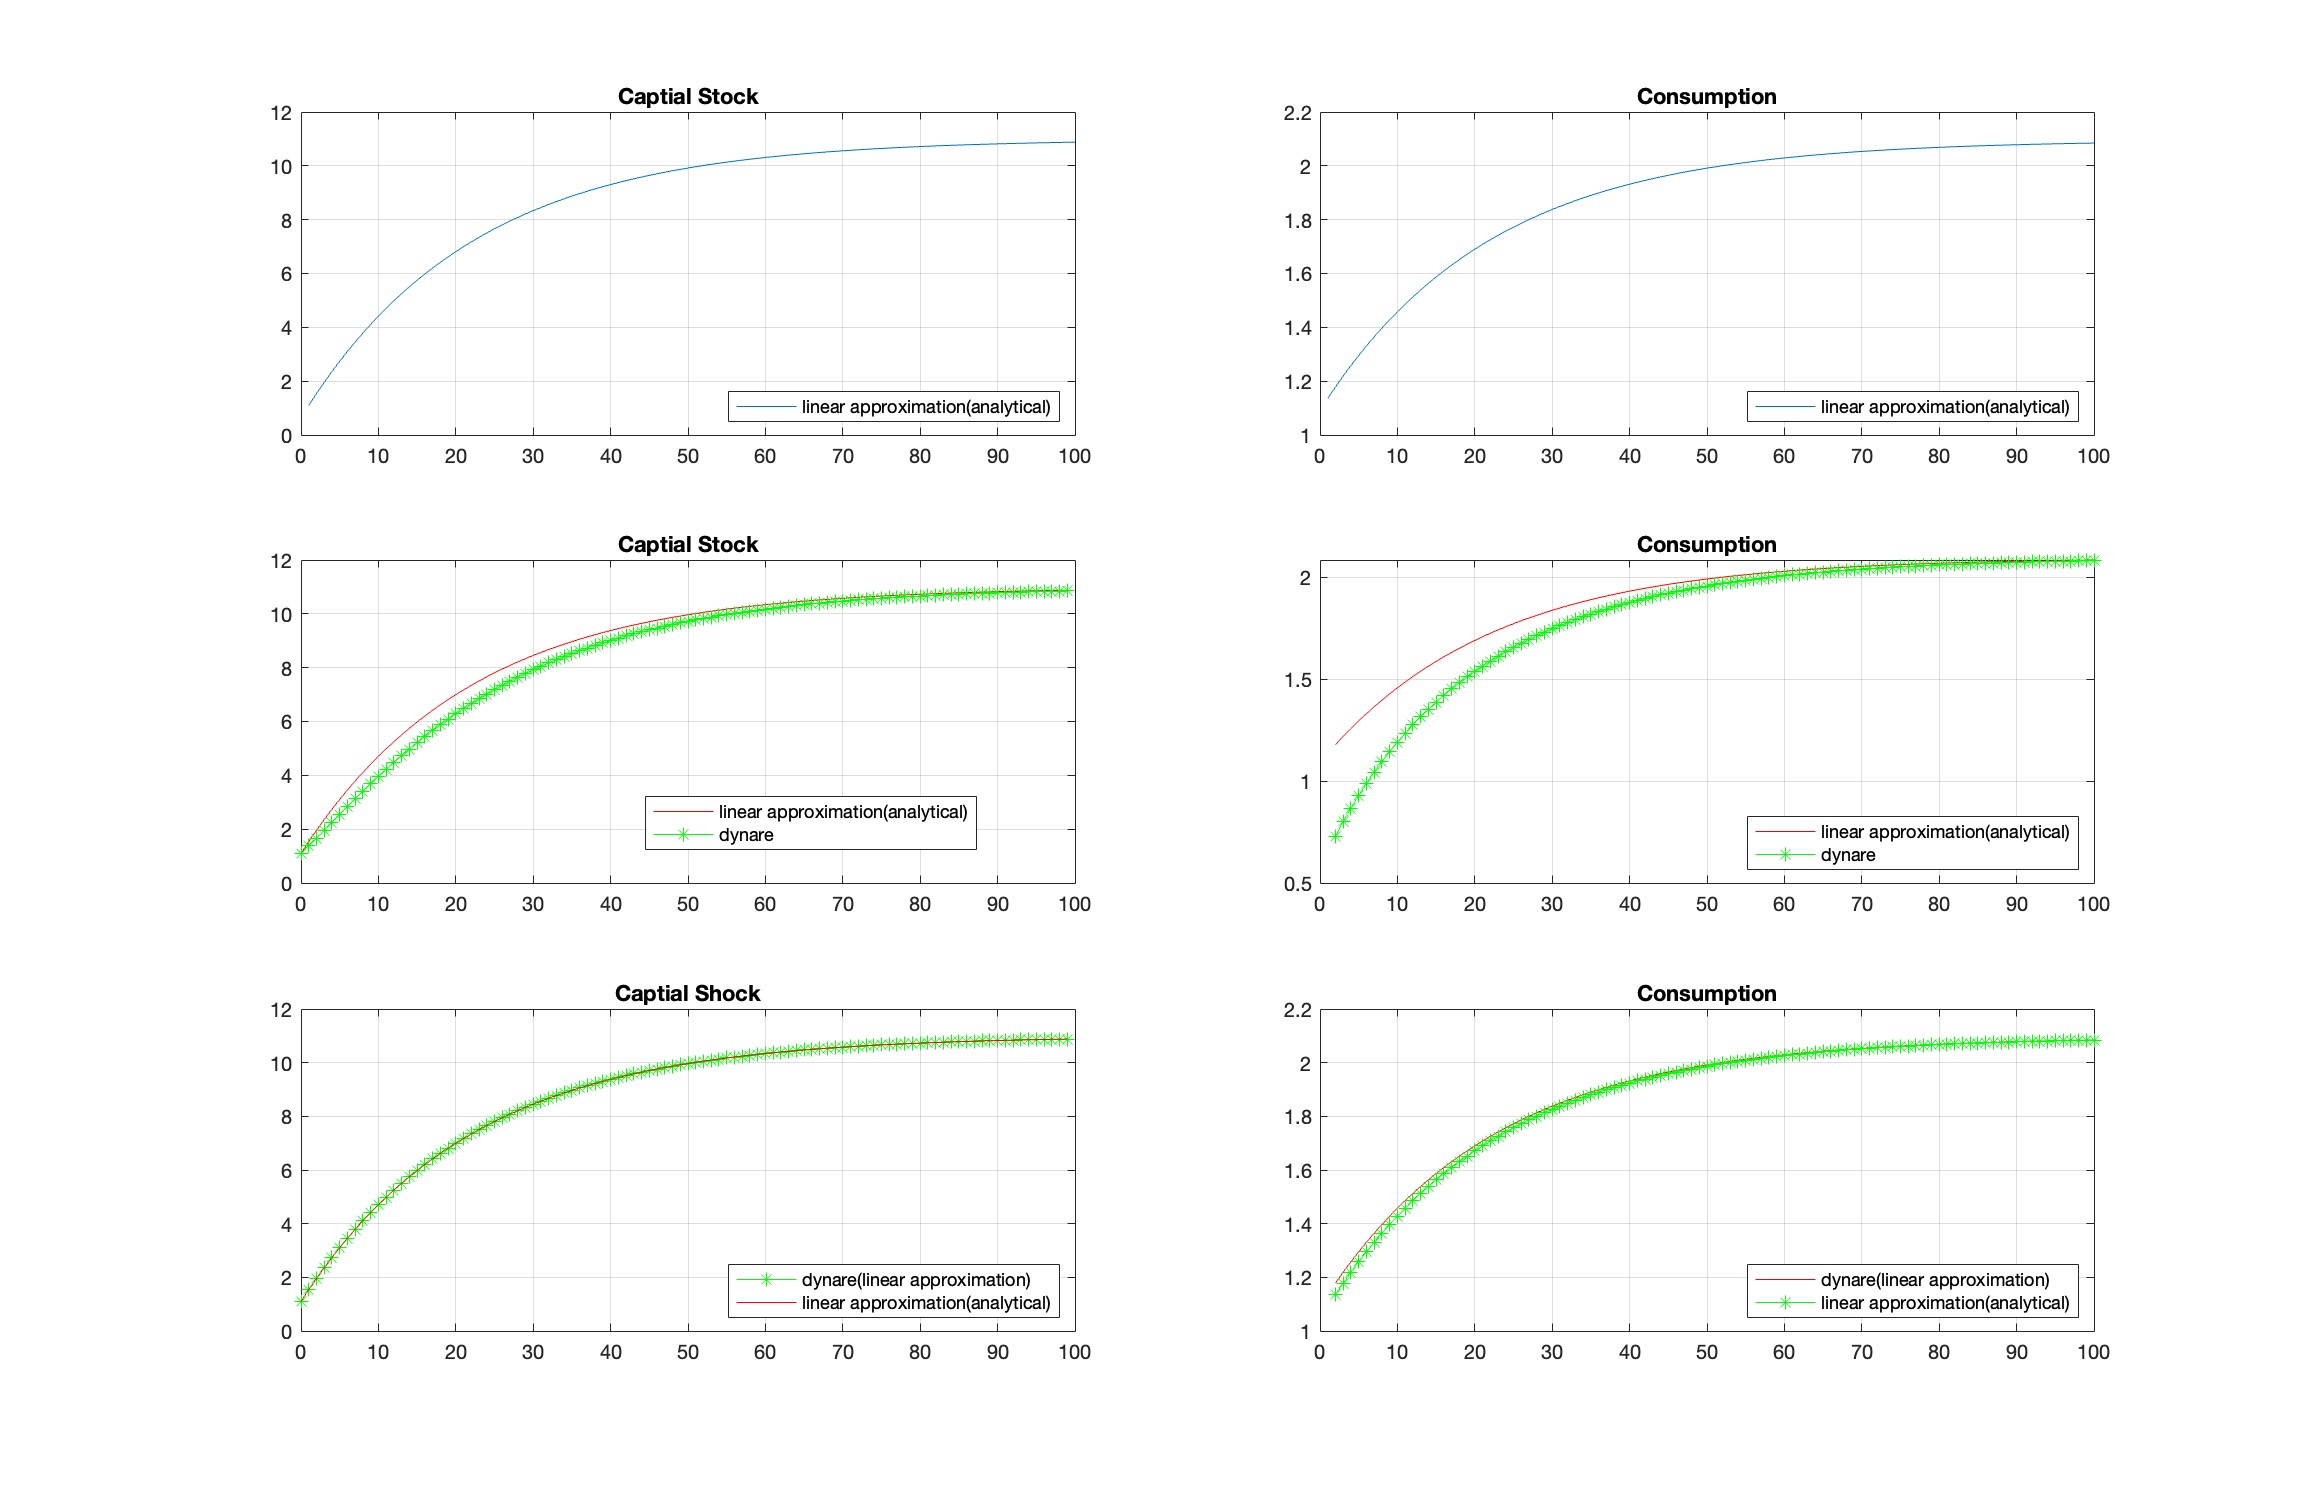 Captial Stock
12
10
8
6
4
2
0
linear approximation(analytical)
0 10 20 30 40 50 60 70 80 90 100
Consumption
2.2
2
1.8
1.6
1.4
1.2
1
linear approximation(analytical)
0 10 20 30 40 50 60 70 80 90 100
Captial Stock
12
10
8
6
4
2
0
linear approximation(analytical)
dynare
0 10 20 30 40 50 60 70 80 90 100
Consumption
2
1.5
1
0.5
linear approximation(analytical)
dynare
0 10 20 30 40 50 60 70 80 90 100
Captial Shock
12
10
8
6
4
2
0
dynare(linear approximation)
linear approximation(analytical)
0 10 20 30 40 50 60 70 80 90 100
Consumption
2.2
2
1.8
1.6
1.4
1.2
1
dynare(linear approximation)
linear approximation(analytical)
0 10 20 30 40 50 60 70 80 90 100